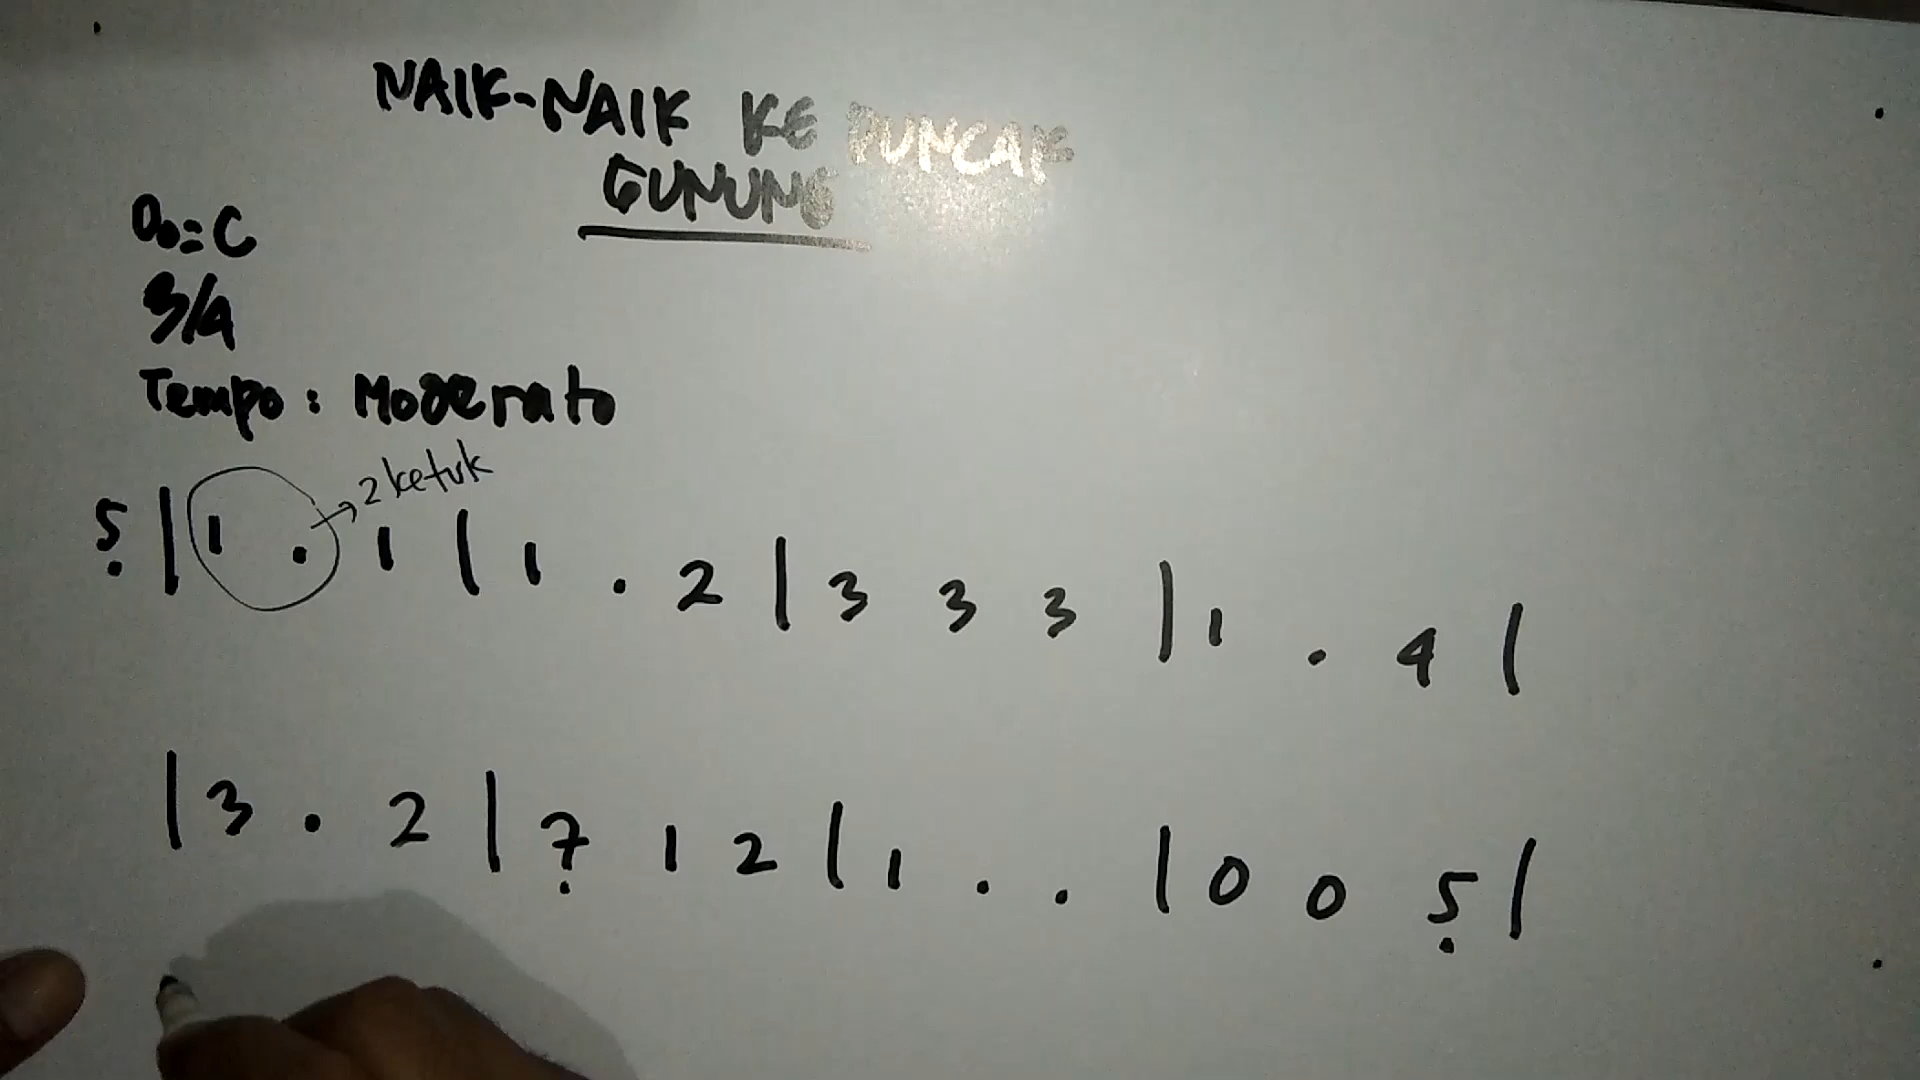 NAIK-NAIK KE PUNCAK
GUNUNG
Do=C
3/4
Tempo : Moderato
2 ketuk
5̣ | 1 . 1 | 1 . 2 | 3 3 3 | 1 . 4 |
| 3 . 2 | 7̣ 1 2 | 1 . . | 0 0 5̣ |